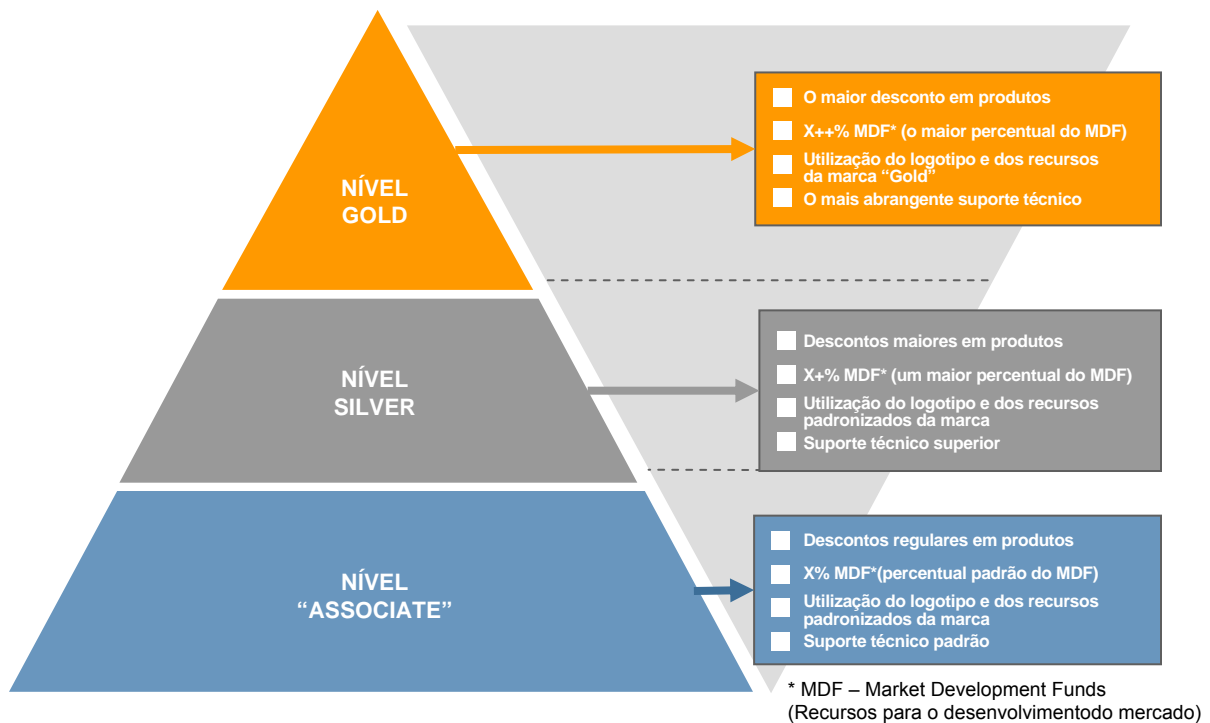 NÍVEL
GOLD
O maior desconto em produtos
X++% MDF* (o maior percentual do MDF)
Utilização do logotipo e dos recursos
da marca “Gold”
O mais abrangente suporte técnico
NÍVEL
SILVER
Descontos maiores em produtos
X+% MDF* (um maior percentual do MDF)
Utilização do logotipo e dos recursos
padronizados da marca
Suporte técnico superior
NÍVEL
“ASSOCIATE”
Descontos regulares em produtos
X% MDF*(percentual padrão do MDF)
Utilização do logotipo e dos recursos
padronizados da marca
Suporte técnico padrão
* MDF – Market Development Funds
(Recursos para o desenvolvimentodo mercado)